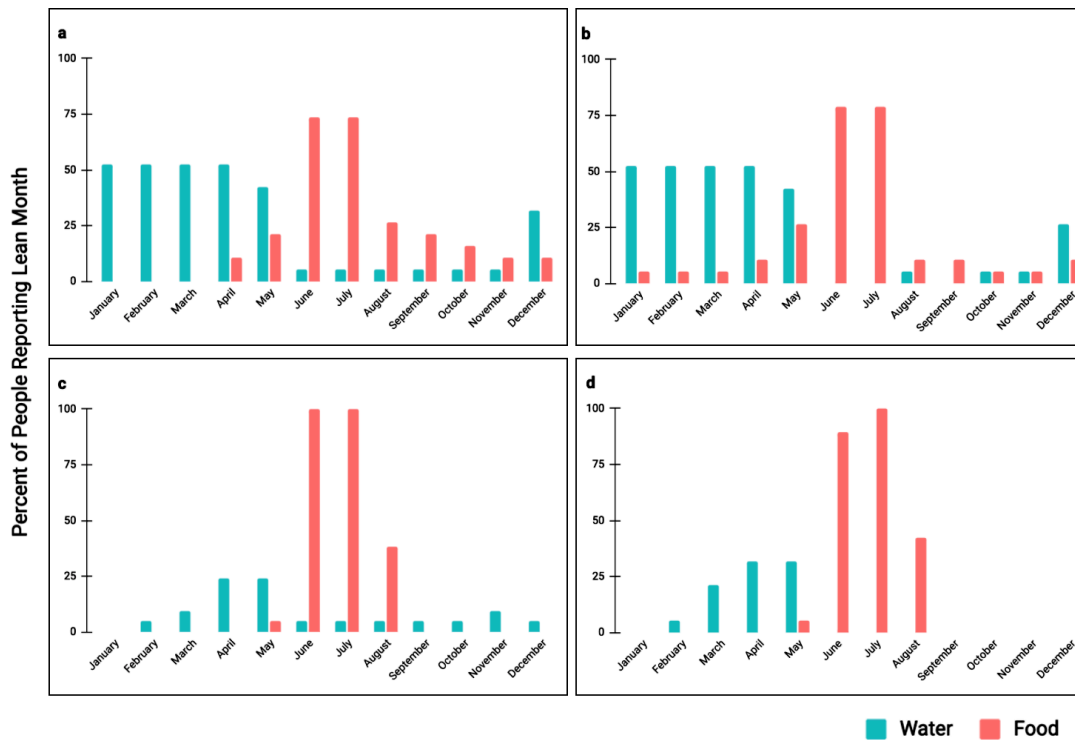 Percent of People Reporting Lean Month
a
100
75
50
25
0
January February March April May June July August September October November December
b
100
75
50
25
0
January February March April May June July August September October November December
c
100
75
50
25
0
January February March April May June July August September October November December
d
100
75
50
25
0
January February March April May June July August September October November December
Water Food